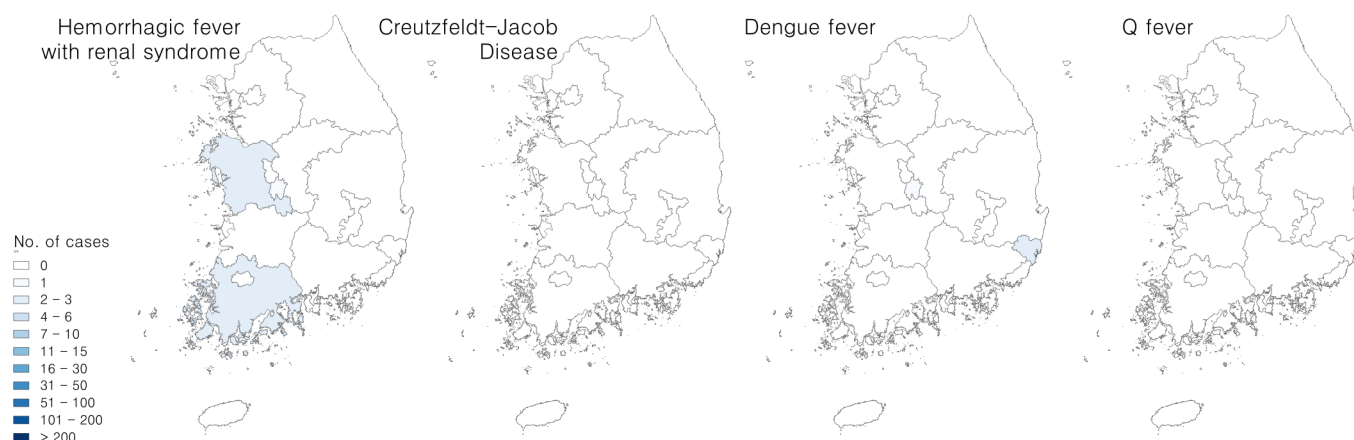 Hemorrhagic fever
with renal syndrome
Creutzfeldt-Jacob
Disease
Dengue fever
Q fever
No. of cases
0
1
2 - 3
4 - 6
7 - 10
11 - 15
16 - 30
31 - 50
51 - 100
101 - 200
> 200